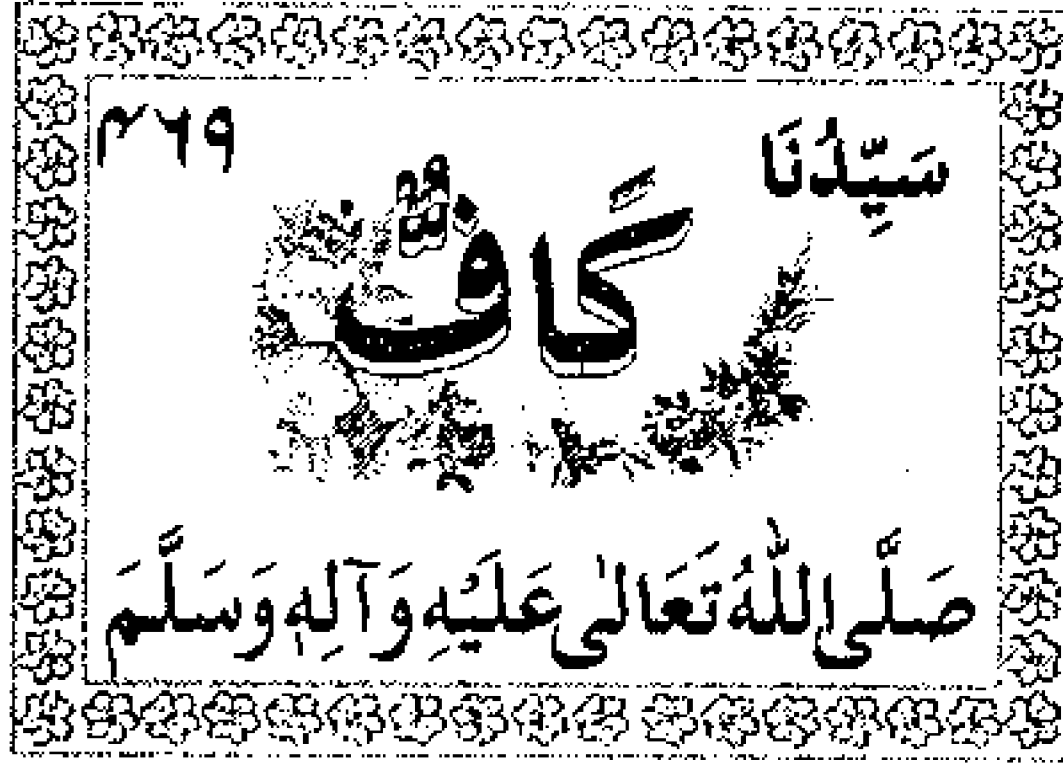 سَيِّدُنَا
۴۶۹
كَافٌّ
صَلَّى اللّٰهُ تَعَالٰى عَلَيْهِ وَآلِهٖ وَسَلَّمَ